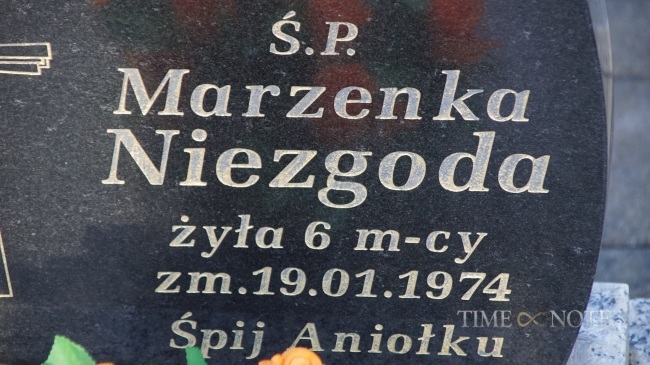 Ś.P.
Marzenka
Niezgoda
żyła 6 m-cy
zm.19.01.1974
TIME ∞ NOTE
Śpij Aniołku